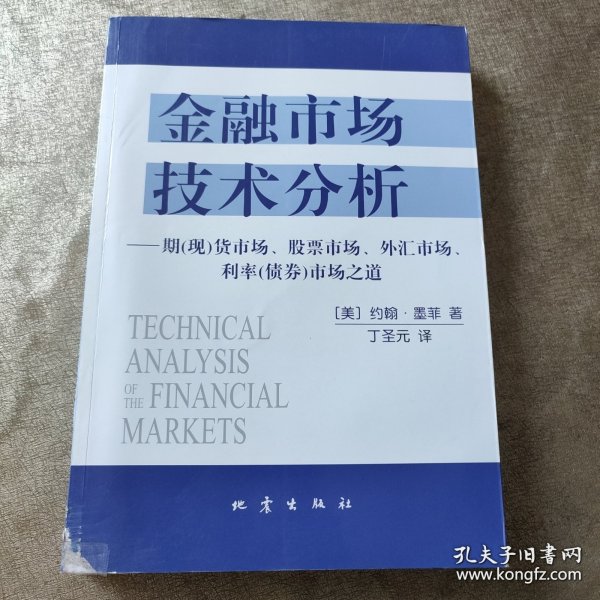 金融市场
技术分析
——期(现)货市场、股票市场、外汇市场、
利率(债券)市场之道
[美] 约翰·墨菲 著
丁圣元 译
TECHNICAL
ANALYSIS
OF THE FINANCIAL
MARKETS
地震出版社
孔夫子旧书网
www.kongfz.com